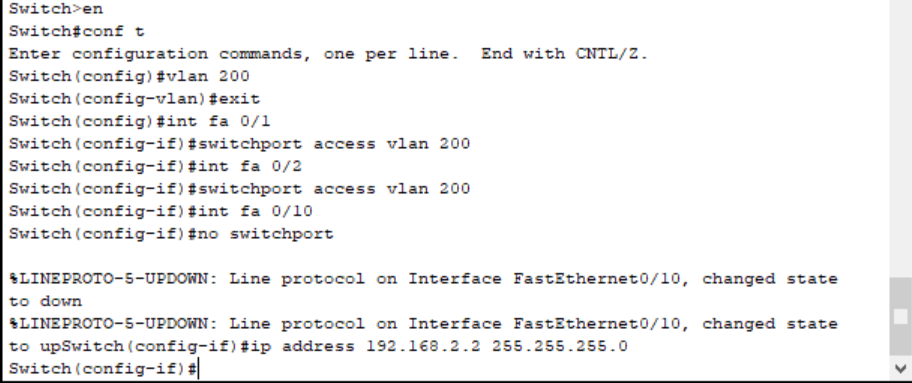 Switch>en
Switch#conf t
Enter configuration commands, one per line.  End with CNTL/Z.
Switch(config)#vlan 200
Switch(config-vlan)#exit
Switch(config)#int fa 0/1
Switch(config-if)#switchport access vlan 200
Switch(config-if)#int fa 0/2
Switch(config-if)#switchport access vlan 200
Switch(config-if)#int fa 0/10
Switch(config-if)#no switchport
%LINEPROTO-5-UPDOWN: Line protocol on Interface FastEthernet0/10, changed state
to down
%LINEPROTO-5-UPDOWN: Line protocol on Interface FastEthernet0/10, changed state
to upSwitch(config-if)#ip address 192.168.2.2 255.255.255.0
Switch(config-if)#